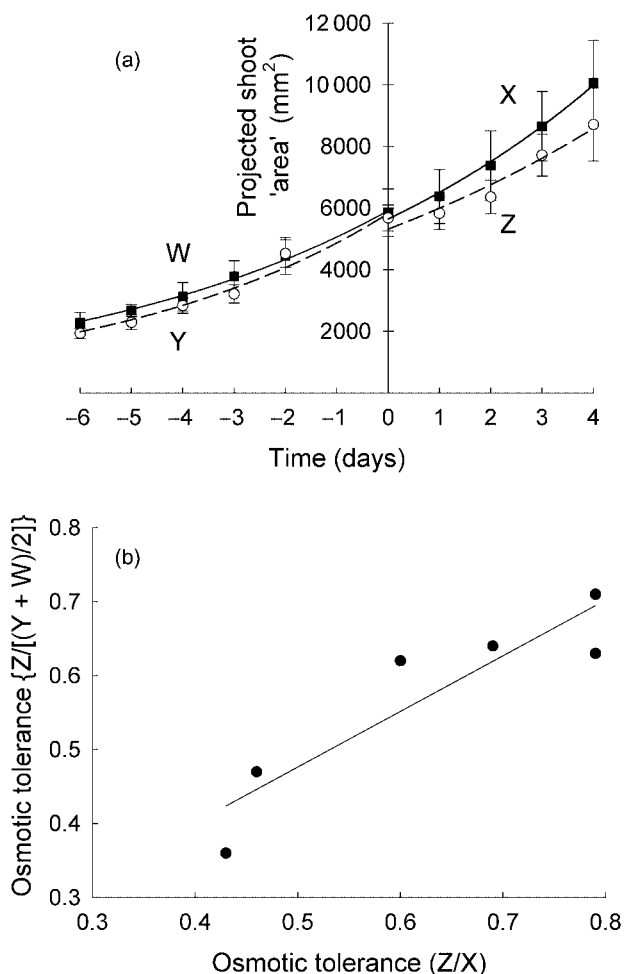 (a)
Projected shoot
'area' (mm²)
12 000
10 000
8000
6000
4000
2000
W
X
Y
Z
–6 –5 –4 –3 –2 –1 0 1 2 3 4
Time (days)
(b)
Osmotic tolerance {Z/[(Y + W)/2]}
0.8
0.7
0.6
0.5
0.4
0.3
0.3 0.4 0.5 0.6 0.7 0.8
Osmotic tolerance (Z/X)